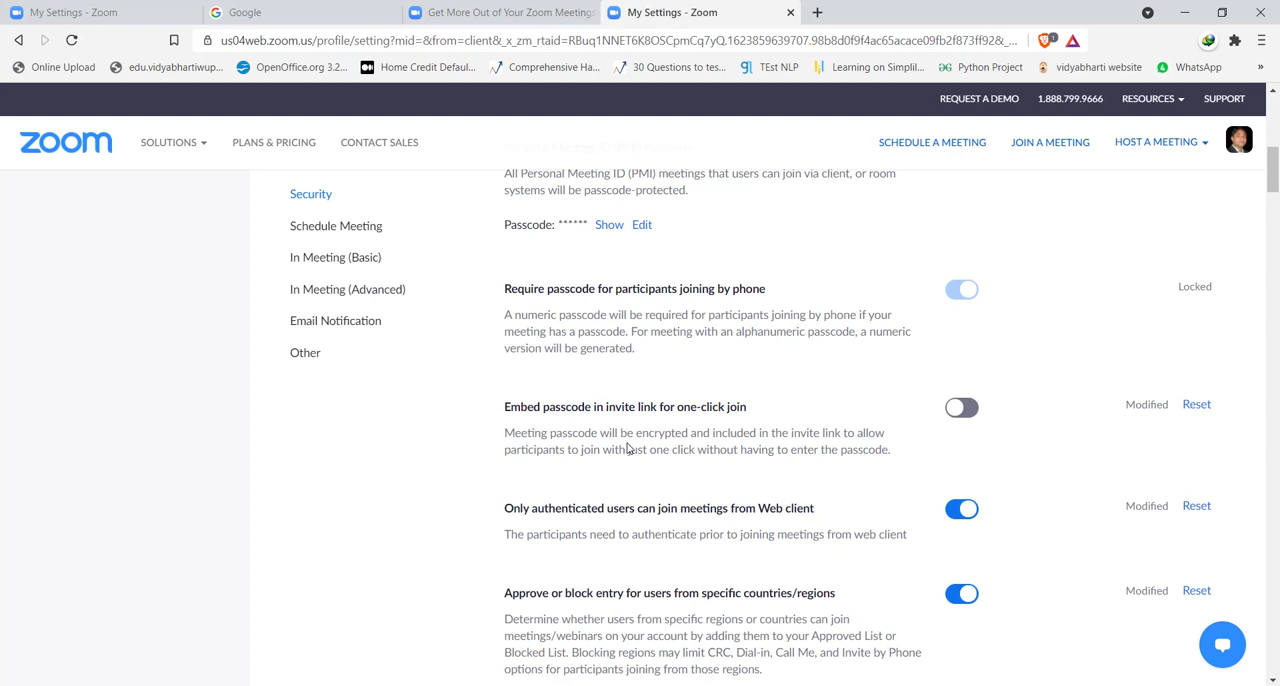 My Settings - Zoom
Google
Get More Out of Your Zoom Meetings
My Settings - Zoom
us04web.zoom.us/profile/setting?mid=&from=client&_x_zm_rtaid=RBuq1NNET6K8OSCpmCq7yQ.1623859639707.98b8d0f9f4ac65acace09fb2f873ff92&_...
Online Upload
edu.vidyabhartiwup...
OpenOffice.org 3.2...
Home Credit Defaul...
Comprehensive Ha...
30 Questions to tes...
TEst NLP
Learning on Simplil...
Python Project
vidyabharti website
WhatsApp
»
REQUEST A DEMO
1.888.799.9666
RESOURCES
SUPPORT
zoom
SOLUTIONS
PLANS & PRICING
CONTACT SALES
SCHEDULE A MEETING
JOIN A MEETING
HOST A MEETING
Security
Schedule Meeting
In Meeting (Basic)
In Meeting (Advanced)
Email Notification
Other
All Personal Meeting ID (PMI) meetings that users can join via client, or room
systems will be passcode-protected.
Passcode: ****** Show Edit
Require passcode for participants joining by phone
Locked
A numeric passcode will be required for participants joining by phone if your
meeting has a passcode. For meeting with an alphanumeric passcode, a numeric
version will be generated.
Embed passcode in invite link for one-click join
Modified Reset
Meeting passcode will be encrypted and included in the invite link to allow
participants to join with just one click without having to enter the passcode.
Only authenticated users can join meetings from Web client
Modified Reset
The participants need to authenticate prior to joining meetings from web client
Approve or block entry for users from specific countries/regions
Modified Reset
Determine whether users from specific regions or countries can join
meetings/webinars on your account by adding them to your Approved List or
Blocked List. Blocking regions may limit CRC, Dial-in, Call Me, and Invite by Phone
options for participants joining from those regions.